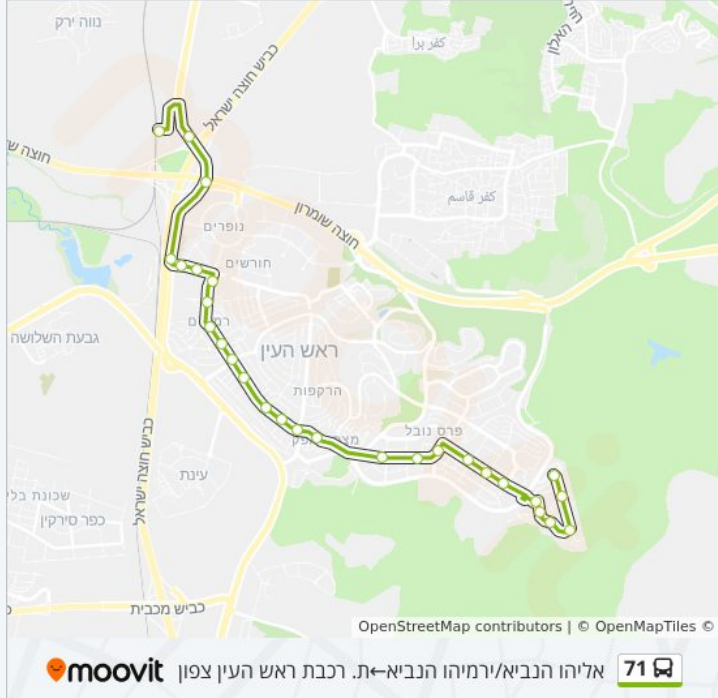 נווה ירק
כביש חוצה ישראל
כפר ברא
האלון
חוצה שומרון
כפר קאסם
נופרים
חורשים
גבעת השלושה
ראש העין
הרקפות
פרס נובל
עינת
כביש חוצה ישראל
כפר סירקין
כביש מכבית
OpenStreetMap contributors | © OpenMapTiles ©
71 אליהו הנביא/ירמיהו הנביא←ת. רכבת ראש העין צפון moovit